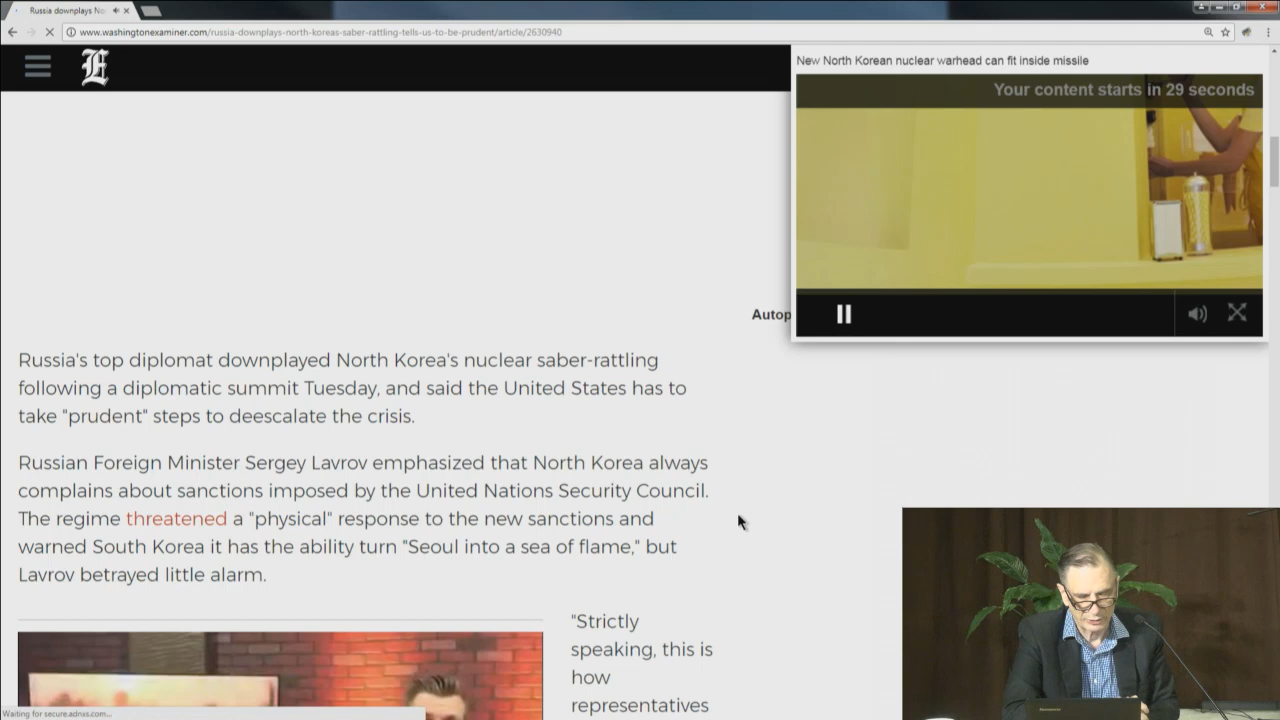 Russia downplays No
www.washingtonexaminer.com/russia-downplays-north-koreas-saber-rattling-tells-us-to-be-prudent/article/2630940
E
New North Korean nuclear warhead can fit inside missile
Your content starts in 29 seconds
Autop
Russia's top diplomat downplayed North Korea's nuclear saber-rattling
following a diplomatic summit Tuesday, and said the United States has to
take "prudent" steps to deescalate the crisis.
Russian Foreign Minister Sergey Lavrov emphasized that North Korea always
complains about sanctions imposed by the United Nations Security Council.
The regime threatened a "physical" response to the new sanctions and
warned South Korea it has the ability turn "Seoul into a sea of flame," but
Lavrov betrayed little alarm.
"Strictly
speaking, this is
how
representatives
Waiting for secure.adnxs.com...